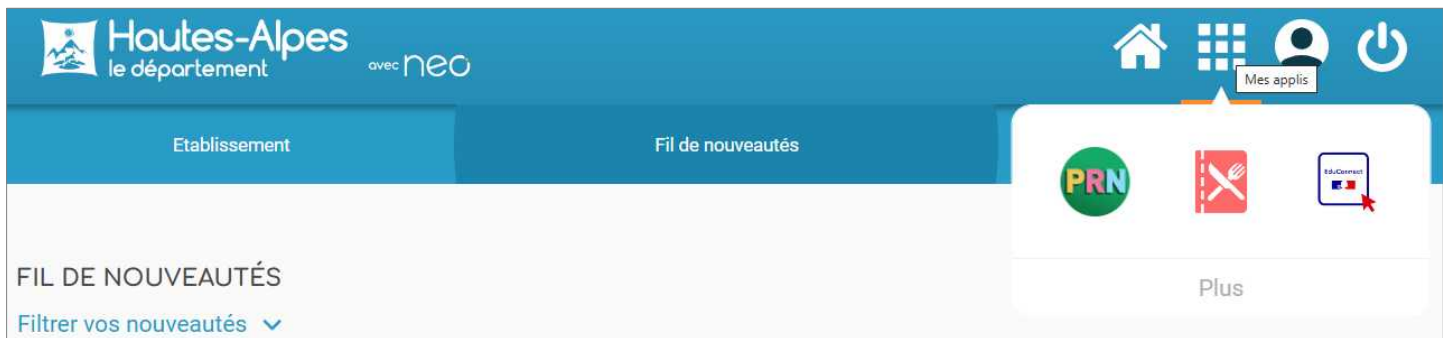 Hautes-Alpes
le département
avec neo
Mes applis
Etablissement
Fil de nouveautés
PRN
EduConnect
FIL DE NOUVEAUTÉS
Plus
Filtrer vos nouveautés